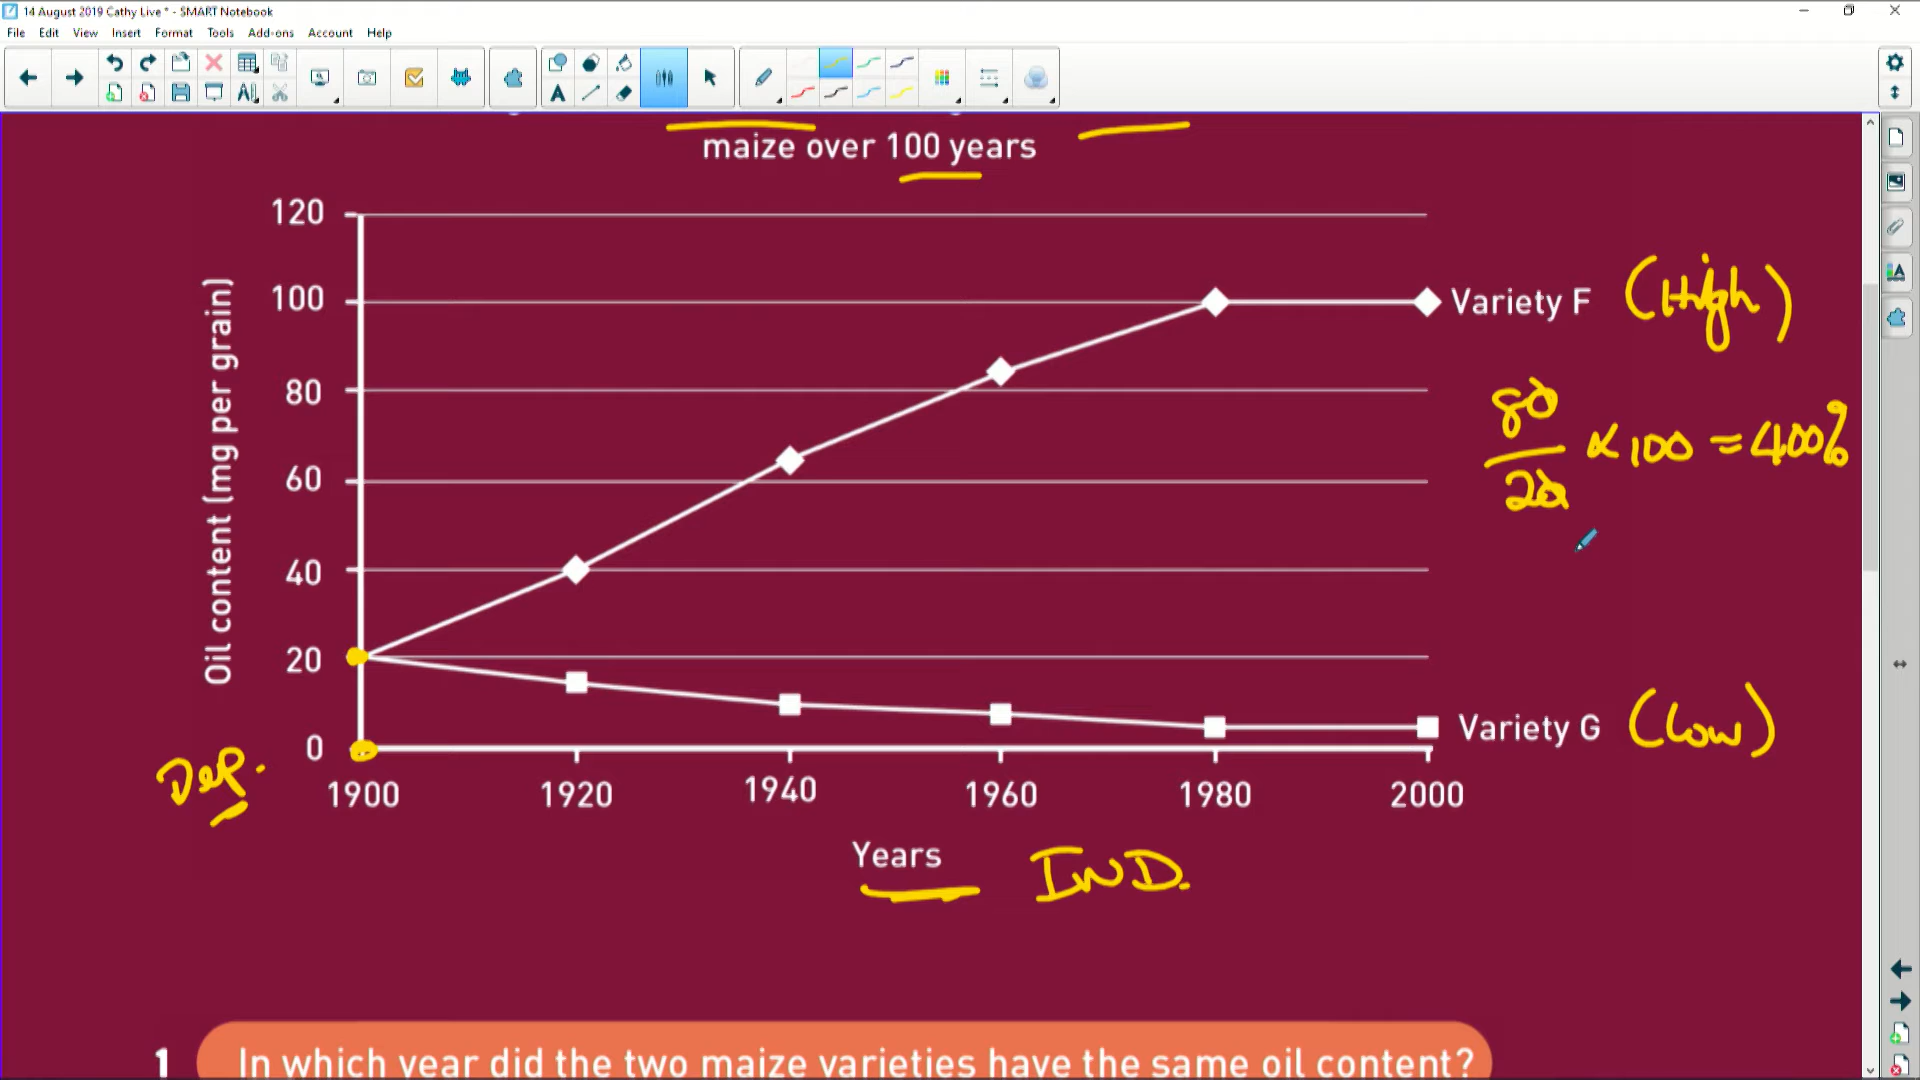 14 August 2019 Cathy Live * - SMART Notebook
File Edit View Insert Format Tools Add-ons Account Help
maize over 100 years
120
100
80
60
40
20
0
Oil content (mg per grain)
Variety F (High)
80
20
× 100 = 400%
Variety G (Low)
Dep.
1900 1920 1940 1960 1980 2000
Years IND.
1 In which year did the two maize varieties have the same oil content?